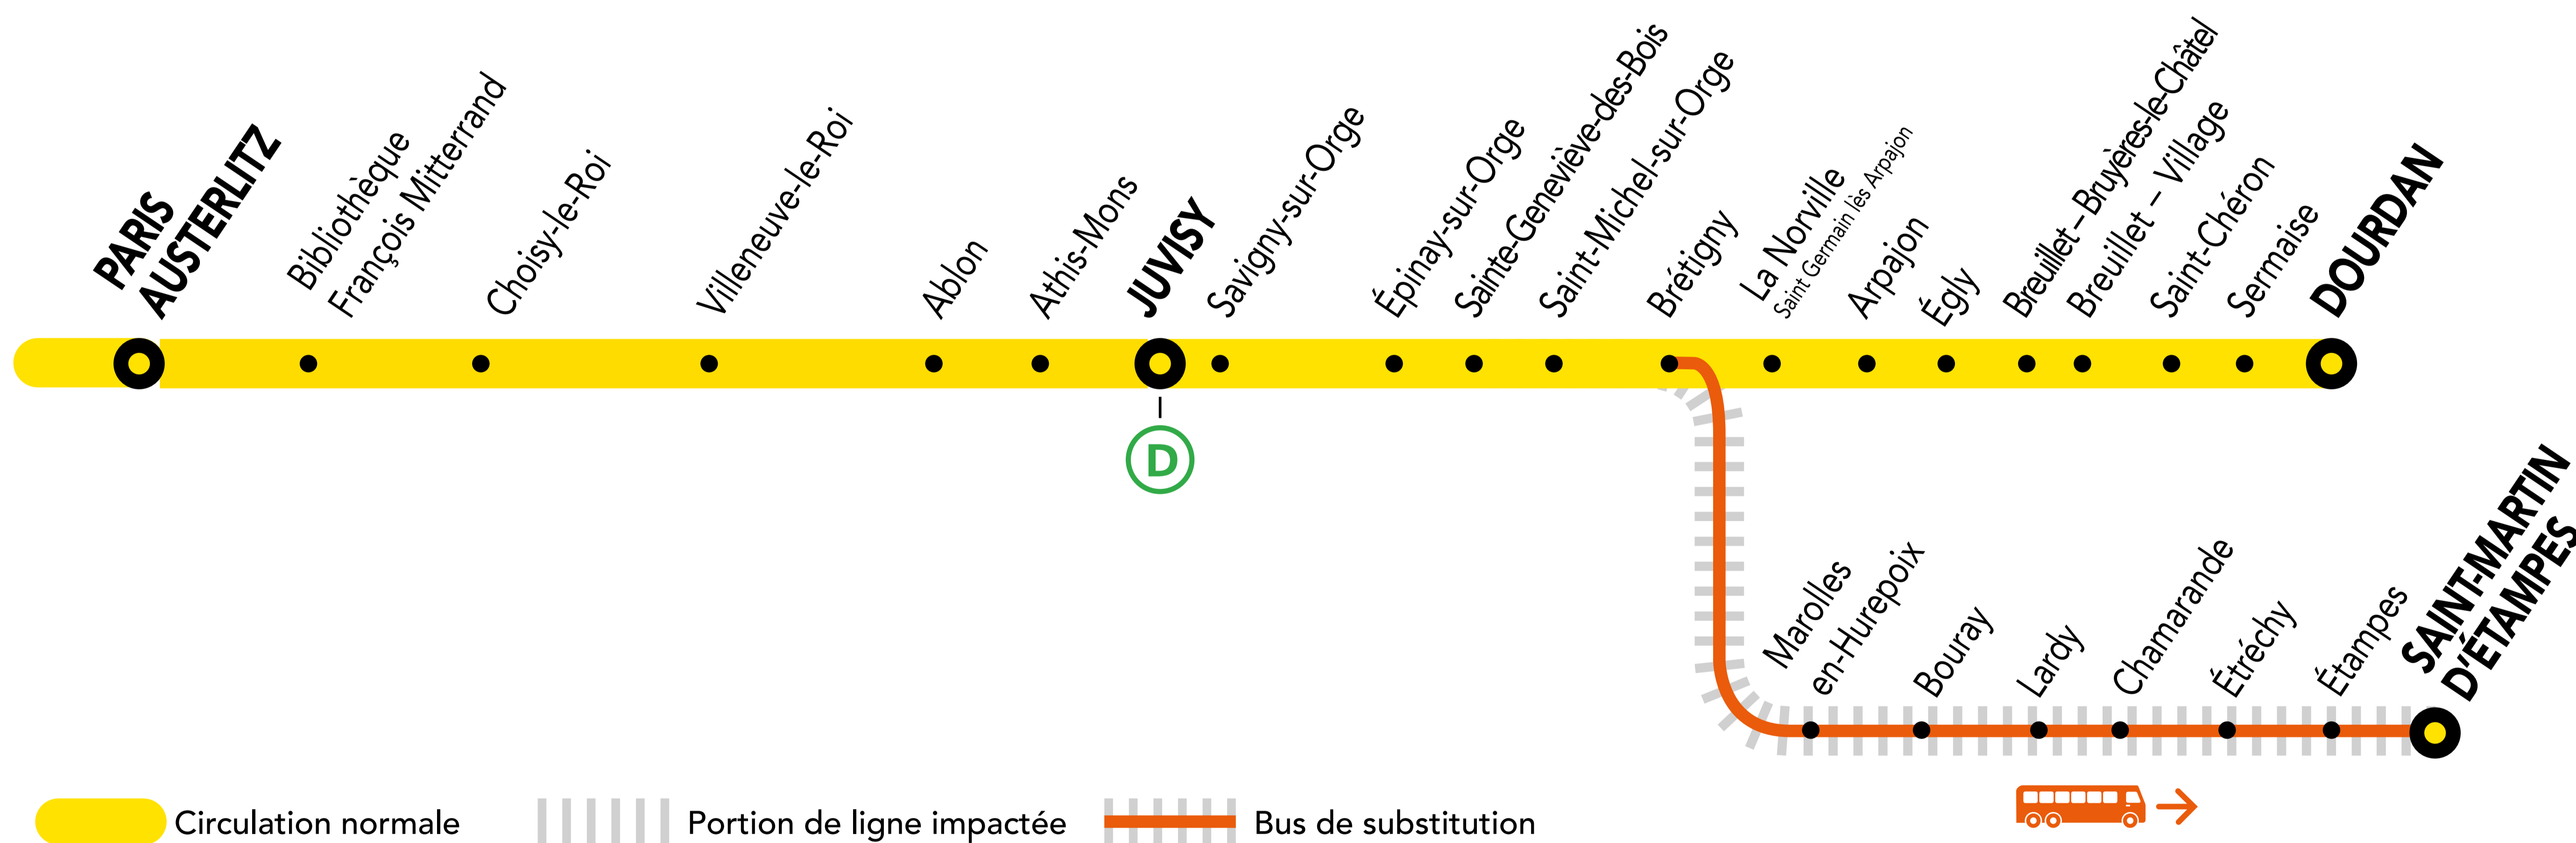 PARIS
AUSTERLITZ
Bibliothèque
François Mitterrand
Choisy-le-Roi
Villeneuve-le-Roi
Ablon
Athis-Mons
JUVISY
Savigny-sur-Orge
Épinay-sur-Orge
Sainte-Geneviève-des-Bois
Saint-Michel-sur-Orge
Brétigny
La Norville
Saint Germain lès Arpajon
Arpajon
Égly
Breuillet – Bruyères-le-Châtel
Breuillet – Village
Saint-Chéron
Sermaise
DOURDAN
D
Marolles
en-Hurepoix
Bouray
Lardy
Chamarande
Étréchy
Étampes
SAINT-MARTIN
D'ÉTAMPES
Circulation normale
Portion de ligne impactée
Bus de substitution